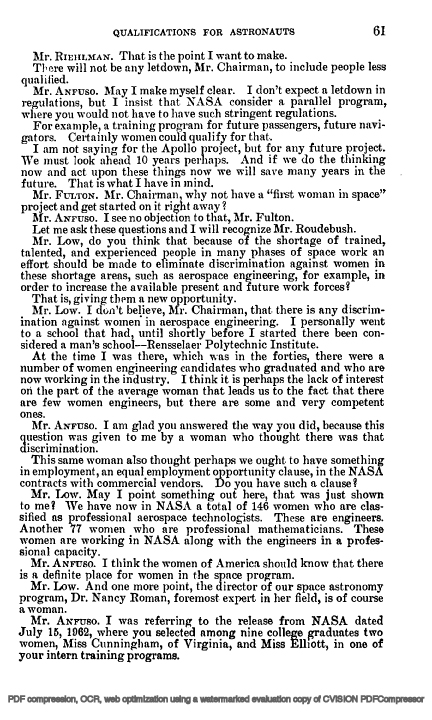 QUALIFICATIONS FOR ASTRONAUTS 61
Mr. RIEHLMAN. That is the point I want to make.
There will not be any letdown, Mr. Chairman, to include people less
qualified.
Mr. ANFUSO. May I make myself clear. I don't expect a letdown in
regulations, but I insist that NASA consider a parallel program,
where you would not have to have such stringent regulations.
For example, a training program for future passengers, future navi-
gators. Certainly women could qualify for that.
I am not saying for the Apollo project, but for any future project.
We must look ahead 10 years perhaps. And if we do the thinking
now and act upon these things now we will save many years in the
future. That is what I have in mind.
Mr. FULTON. Mr. Chairman, why not have a "first woman in space"
project and get started on it right away?
Mr. ANFUSO. I see no objection to that, Mr. Fulton.
Let me ask these questions and I will recognize Mr. Roudebush.
Mr. Low, do you think that because of the shortage of trained,
talented, and experienced people in many phases of space work an
effort should be made to eliminate discrimination against women in
these shortage areas, such as aerospace engineering, for example, in
order to increase the available present and future work forces?
That is, giving them a new opportunity.
Mr. Low. I don't believe, Mr. Chairman, that there is any discrim-
ination against women in aerospace engineering. I personally went
to a school that had, until shortly before I started there been con-
sidered a man's school—Rensselaer Polytechnic Institute.
At the time I was there, which was in the forties, there were a
number of women engineering candidates who graduated and who are
now working in the industry. I think it is perhaps the lack of interest
on the part of the average woman that leads us to the fact that there
are few women engineers, but there are some and very competent
ones.
Mr. ANFUSO. I am glad you answered the way you did, because this
question was given to me by a woman who thought there was that
discrimination.
This same woman also thought perhaps we ought to have something
in employment, an equal employment opportunity clause, in the NASA
contracts with commercial vendors. Do you have such a clause?
Mr. Low. May I point something out here, that was just shown
to me? We have now in NASA a total of 146 women who are clas-
sified as professional aerospace technologists. These are engineers.
Another 77 women who are professional mathematicians. These
women are working in NASA along with the engineers in a profes-
sional capacity.
Mr. ANFUSO. I think the women of America should know that there
is a definite place for women in the space program.
Mr. Low. And one more point, the director of our space astronomy
program, Dr. Nancy Roman, foremost expert in her field, is of course
a woman.
Mr. ANFUSO. I was referring to the release from NASA dated
July 15, 1962, where you selected among nine college graduates two
women, Miss Cunningham, of Virginia, and Miss Elliott, in one of
your intern training programs.
PDF compression, OCR, web optimization using a watermarked evaluation copy of CVISION PDFCompressor